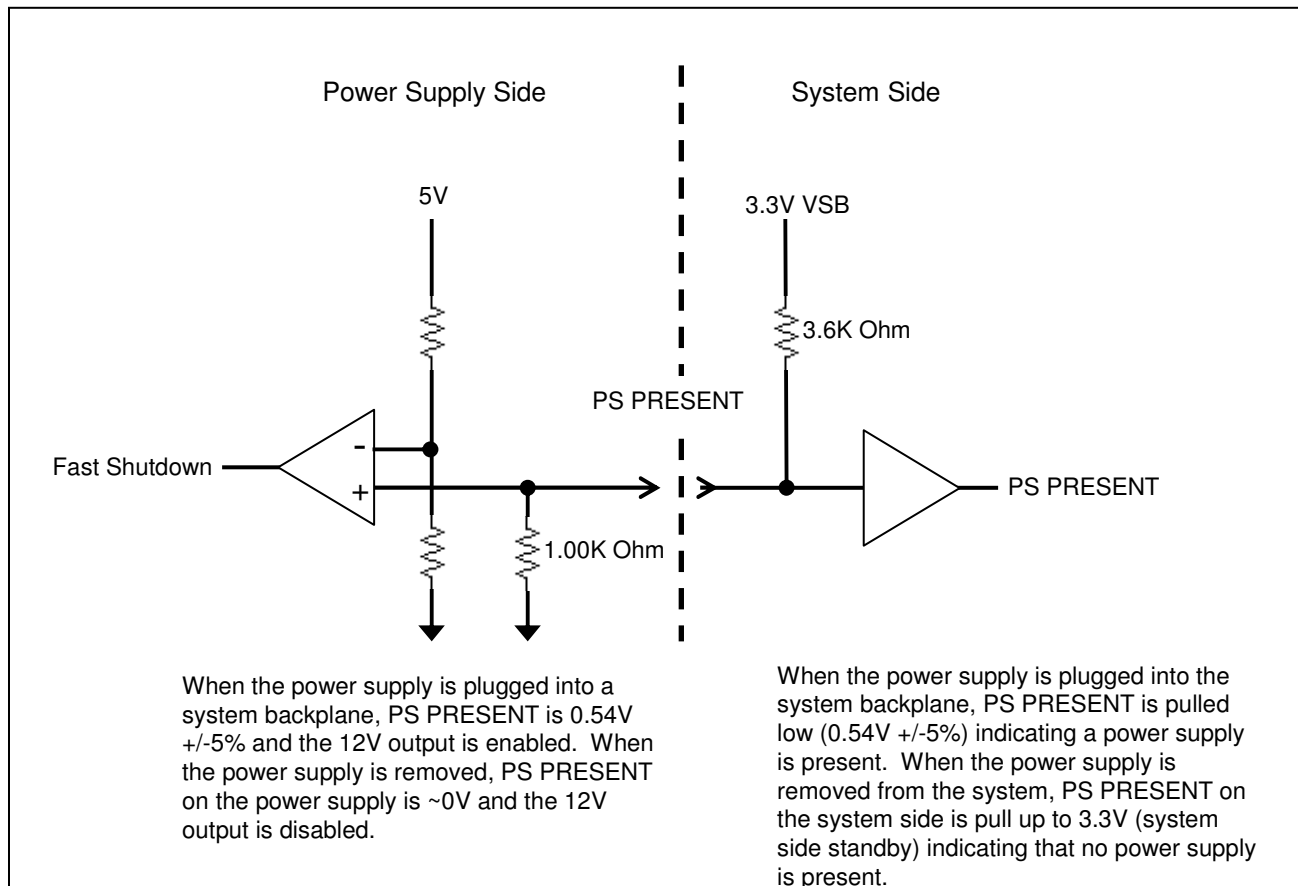 Power Supply Side
System Side
5V
3.3V VSB
3.6K Ohm
PS PRESENT
-
Fast Shutdown
+
PS PRESENT
1.00K Ohm
When the power supply is plugged into a
system backplane, PS PRESENT is 0.54V
+/-5% and the 12V output is enabled. When
the power supply is removed, PS PRESENT
on the power supply is ~0V and the 12V
output is disabled.
When the power supply is plugged into the
system backplane, PS PRESENT is pulled
low (0.54V +/-5%) indicating a power supply
is present. When the power supply is
removed from the system, PS PRESENT on
the system side is pull up to 3.3V (system
side standby) indicating that no power supply
is present.